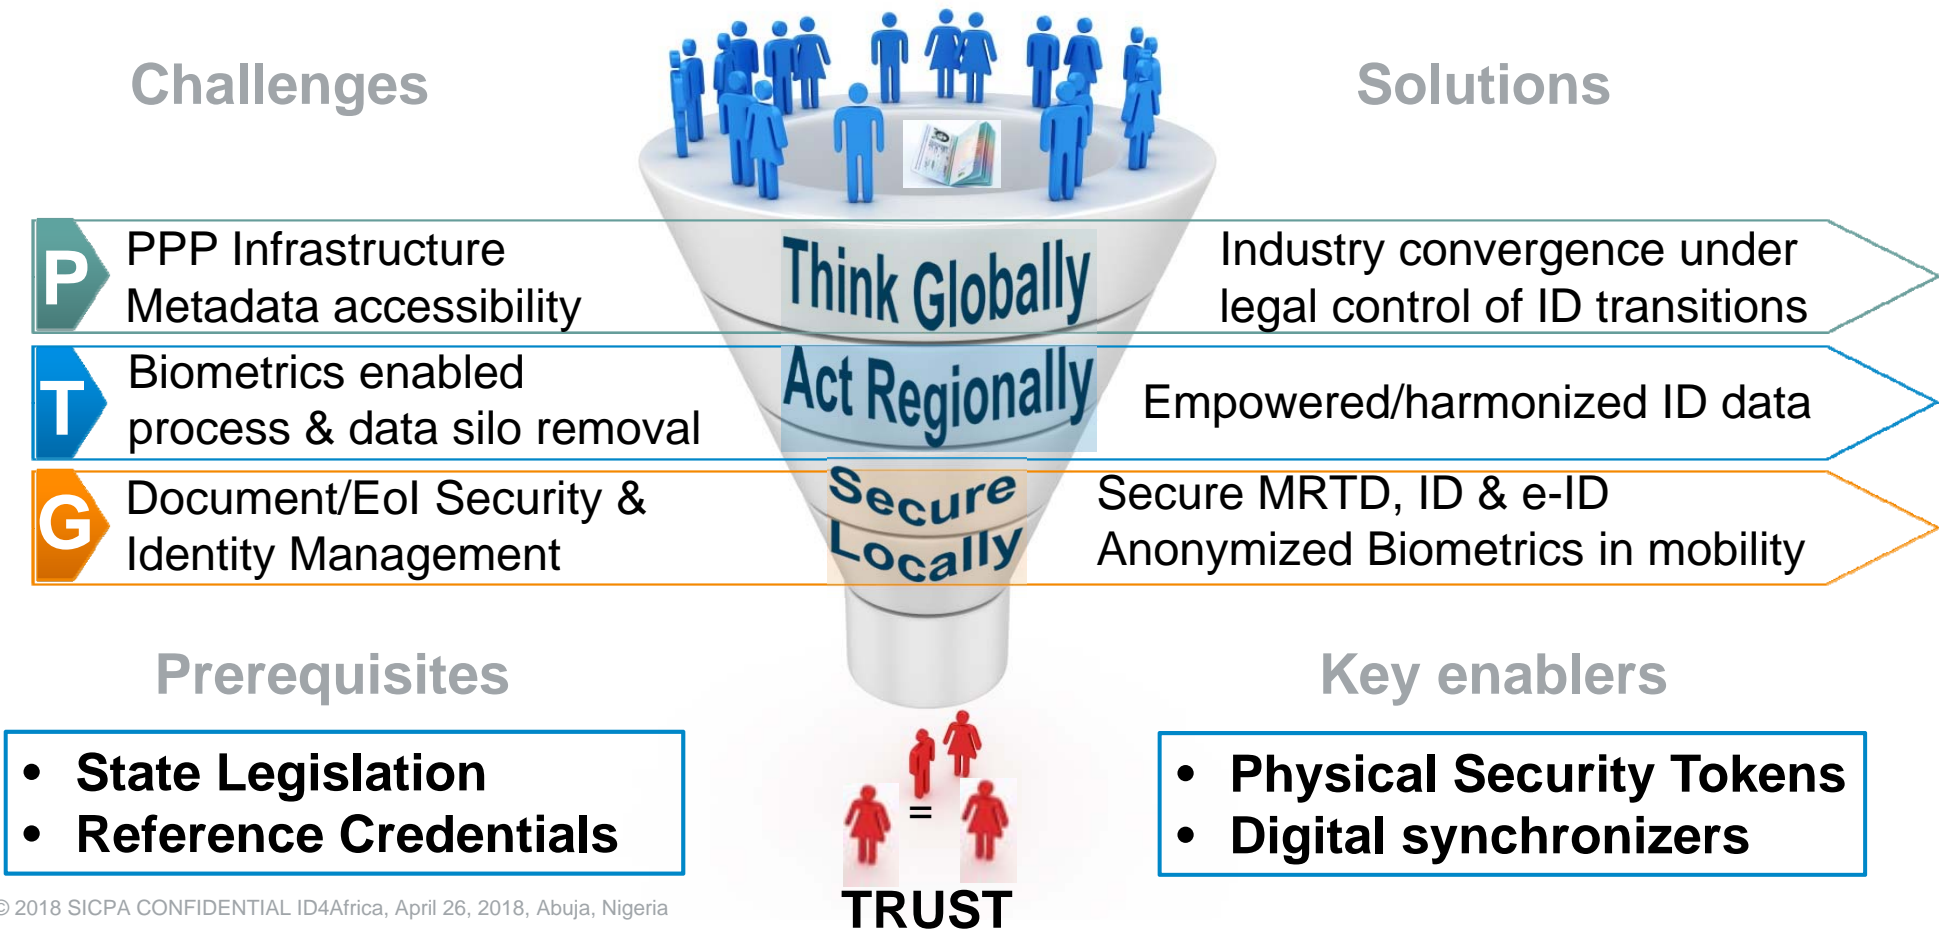 Challenges
Solutions
P
PPP Infrastructure
Metadata accessibility
Think Globally
Industry convergence under
legal control of ID transitions
T
Biometrics enabled
process & data silo removal
Act Regionally
Empowered/harmonized ID data
G
Document/EoI Security &
Identity Management
Secure
Locally
Secure MRTD, ID & e-ID
Anonymized Biometrics in mobility
Prerequisites
Key enablers
• State Legislation
• Reference Credentials
=
TRUST
• Physical Security Tokens
• Digital synchronizers
© 2018 SICPA CONFIDENTIAL ID4Africa, April 26, 2018, Abuja, Nigeria